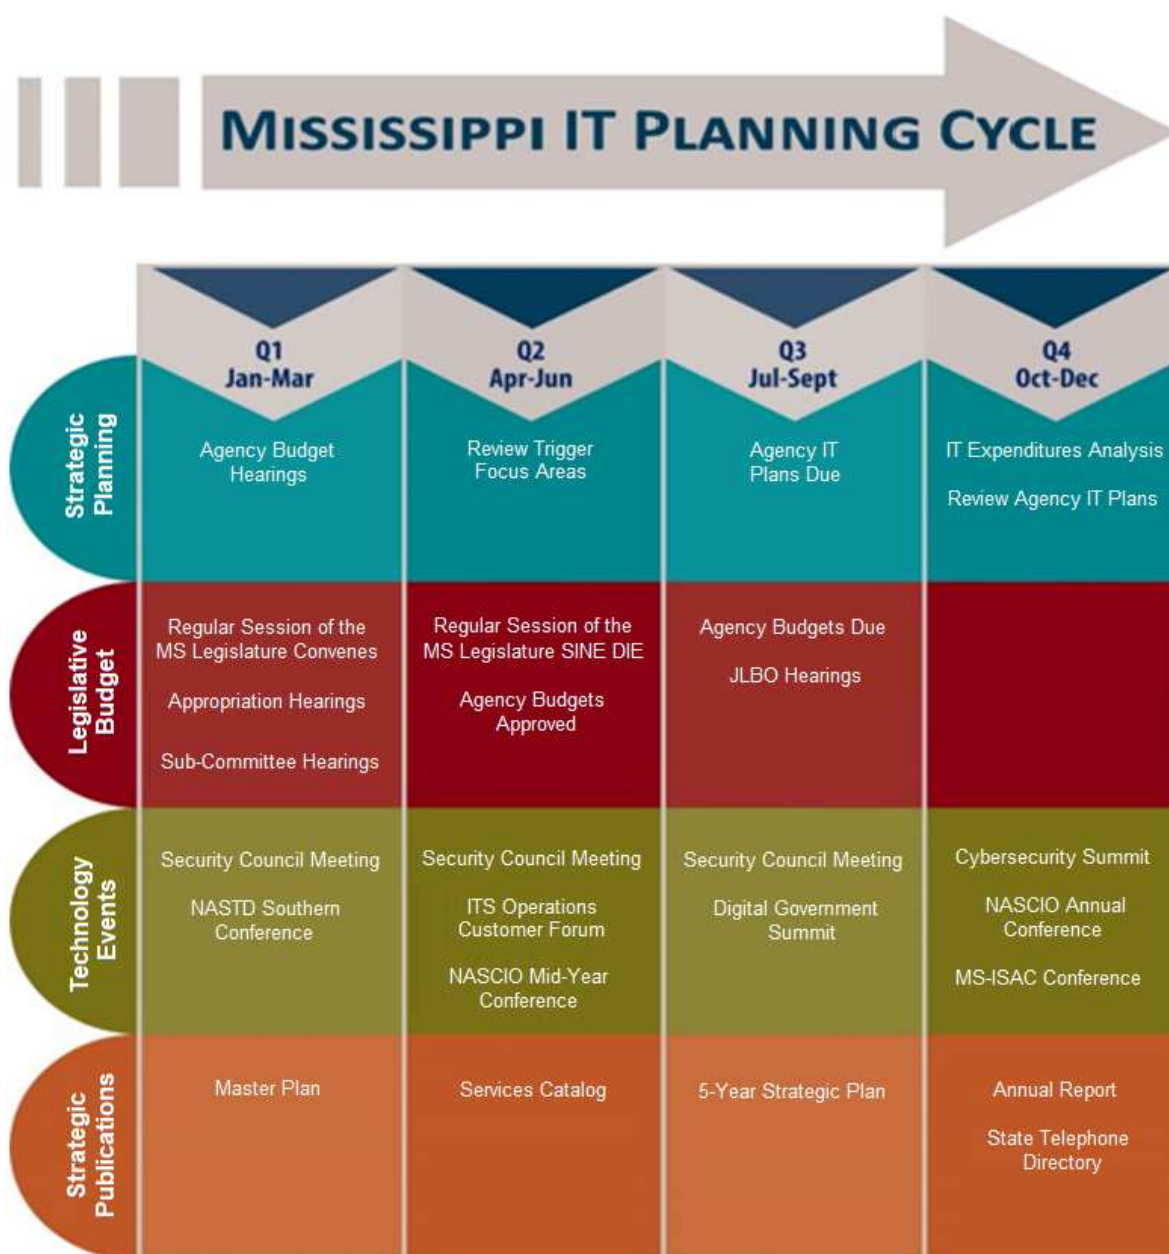 MISSISSIPPI IT PLANNING CYCLE
Q1
Jan-Mar
Q2
Apr-Jun
Q3
Jul-Sept
Q4
Oct-Dec
Strategic
Planning
Agency Budget
Hearings
Review Trigger
Focus Areas
Agency IT
Plans Due
IT Expenditures Analysis
Review Agency IT Plans
Legislative
Budget
Regular Session of the
MS Legislature Convenes
Appropriation Hearings
Sub-Committee Hearings
Regular Session of the
MS Legislature SINE DIE
Agency Budgets
Approved
Agency Budgets Due
JLBO Hearings
Technology
Events
Security Council Meeting
NASTD Southern
Conference
Security Council Meeting
ITS Operations
Customer Forum
NASCIO Mid-Year
Conference
Security Council Meeting
Digital Government
Summit
Cybersecurity Summit
NASCIO Annual
Conference
MS-ISAC Conference
Strategic
Publications
Master Plan
Services Catalog
5-Year Strategic Plan
Annual Report
State Telephone
Directory